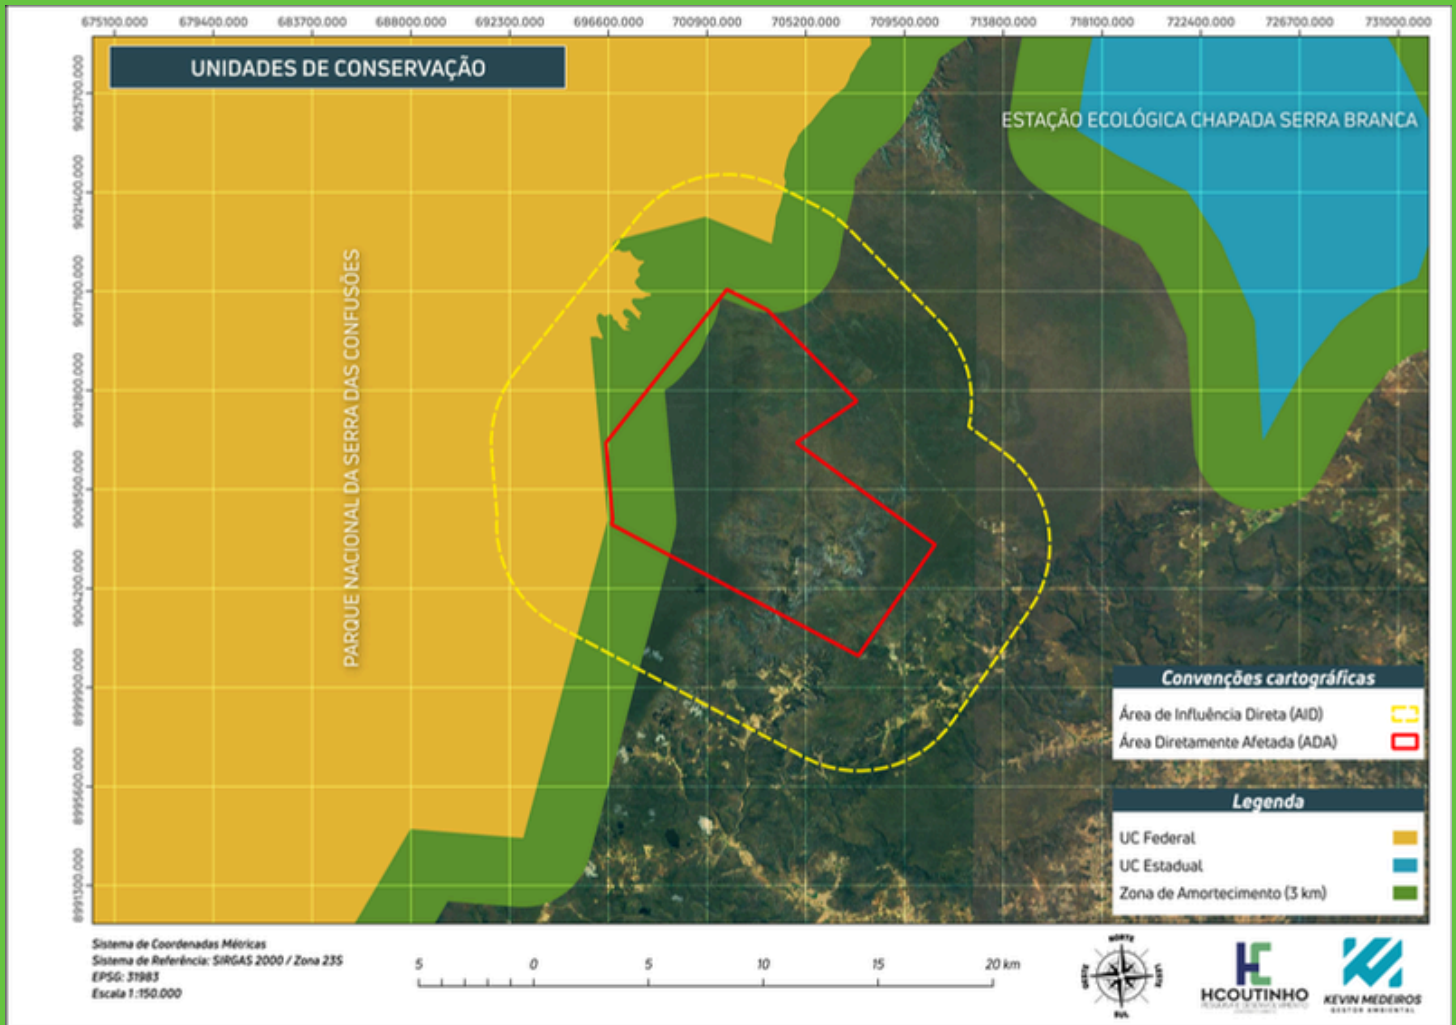 675100.000 679400.000 683700.000 688000.000 692300.000 696600.000 700900.000 705200.000 709500.000 713800.000 718100.000 722400.000 726700.000 731000.000
UNIDADES DE CONSERVAÇÃO
ESTAÇÃO ECOLÓGICA CHAPADA SERRA BRANCA
PARQUE NACIONAL DA SERRA DAS CONFUSÕES
9025700.000
9021400.000
9017100.000
9012800.000
9008500.000
9004200.000
8999900.000
8995600.000
8991300.000
Convenções cartográficas
Área de Influência Direta (AID)
Área Diretamente Afetada (ADA)
Legenda
UC Federal
UC Estadual
Zona de Amortecimento (3 km)
Sistema de Coordenadas Métricas
Sistema de Referência: SIRGAS 2000 / Zona 23S
EPSG: 31983
Escala 1:150.000
5 0 5 10 15 20 km
NORTE
OESTE
LESTE
SUL
HCOUTINHO
KEVIN MEDEIROS
GESTOR AMBIENTAL